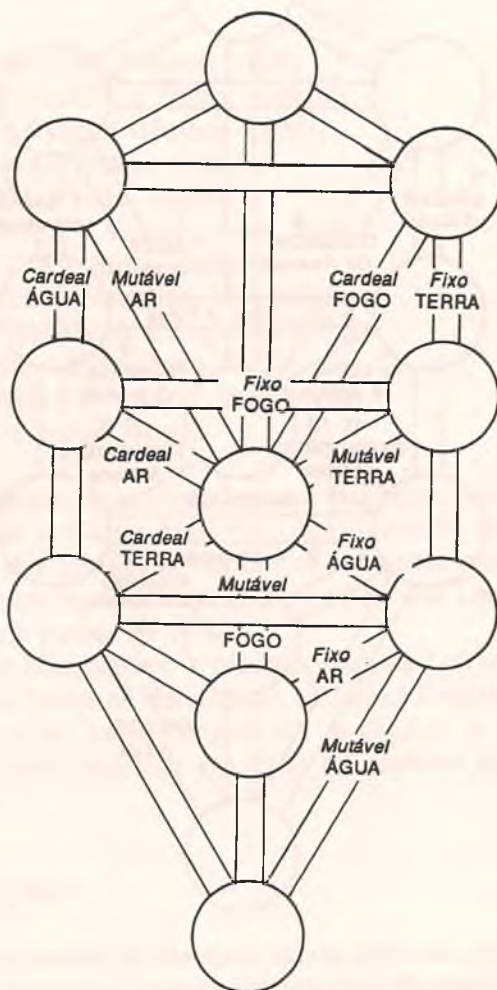 Cardeal
ÁGUA
Mutável
AR
Cardeal
FOGO
Fixo
TERRA
Fixo
FOGO
Cardeal
AR
Mutável
TERRA
Cardeal
TERRA
Fixo
ÁGUA
Mutável
FOGO
Fixo
AR
Mutável
ÁGUA